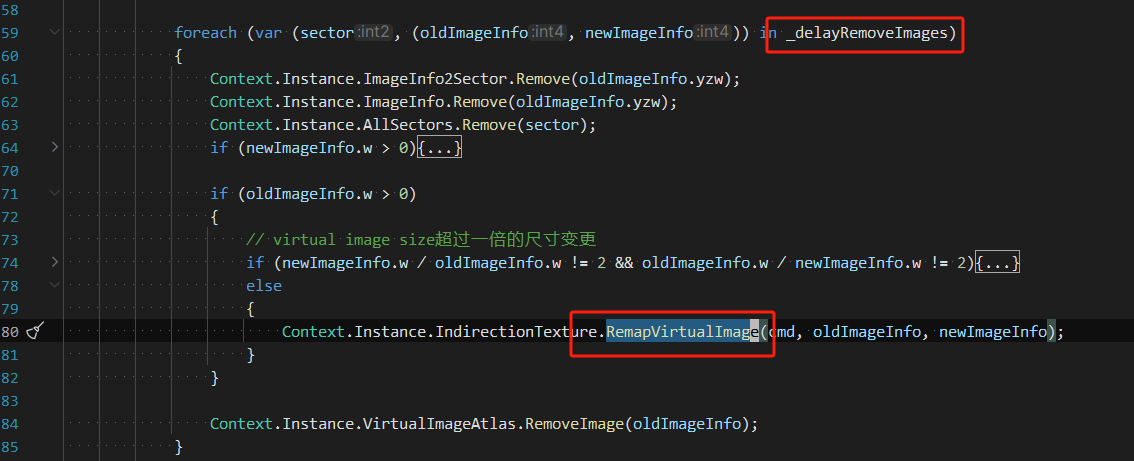 58
59 foreach (var (sector:int2, (oldImageInfo:int4, newImageInfo:int4)) in _delayRemoveImages)
60 {
61 Context.Instance.ImageInfo2Sector.Remove(oldImageInfo.yzw);
62 Context.Instance.ImageInfo.Remove(oldImageInfo.yzw);
63 Context.Instance.AllSectors.Remove(sector);
64 if (newImageInfo.w > 0){...}
70
71 if (oldImageInfo.w > 0)
72 {
73 // virtual image size超过一倍的尺寸变更
74 if (newImageInfo.w / oldImageInfo.w != 2 && oldImageInfo.w / newImageInfo.w != 2){...}
78 else
79 {
80 Context.Instance.IndirectionTexture.RemapVirtualImage(cmd, oldImageInfo, newImageInfo);
81 }
82 }
83
84 Context.Instance.VirtualImageAtlas.RemoveImage(oldImageInfo);
85 }